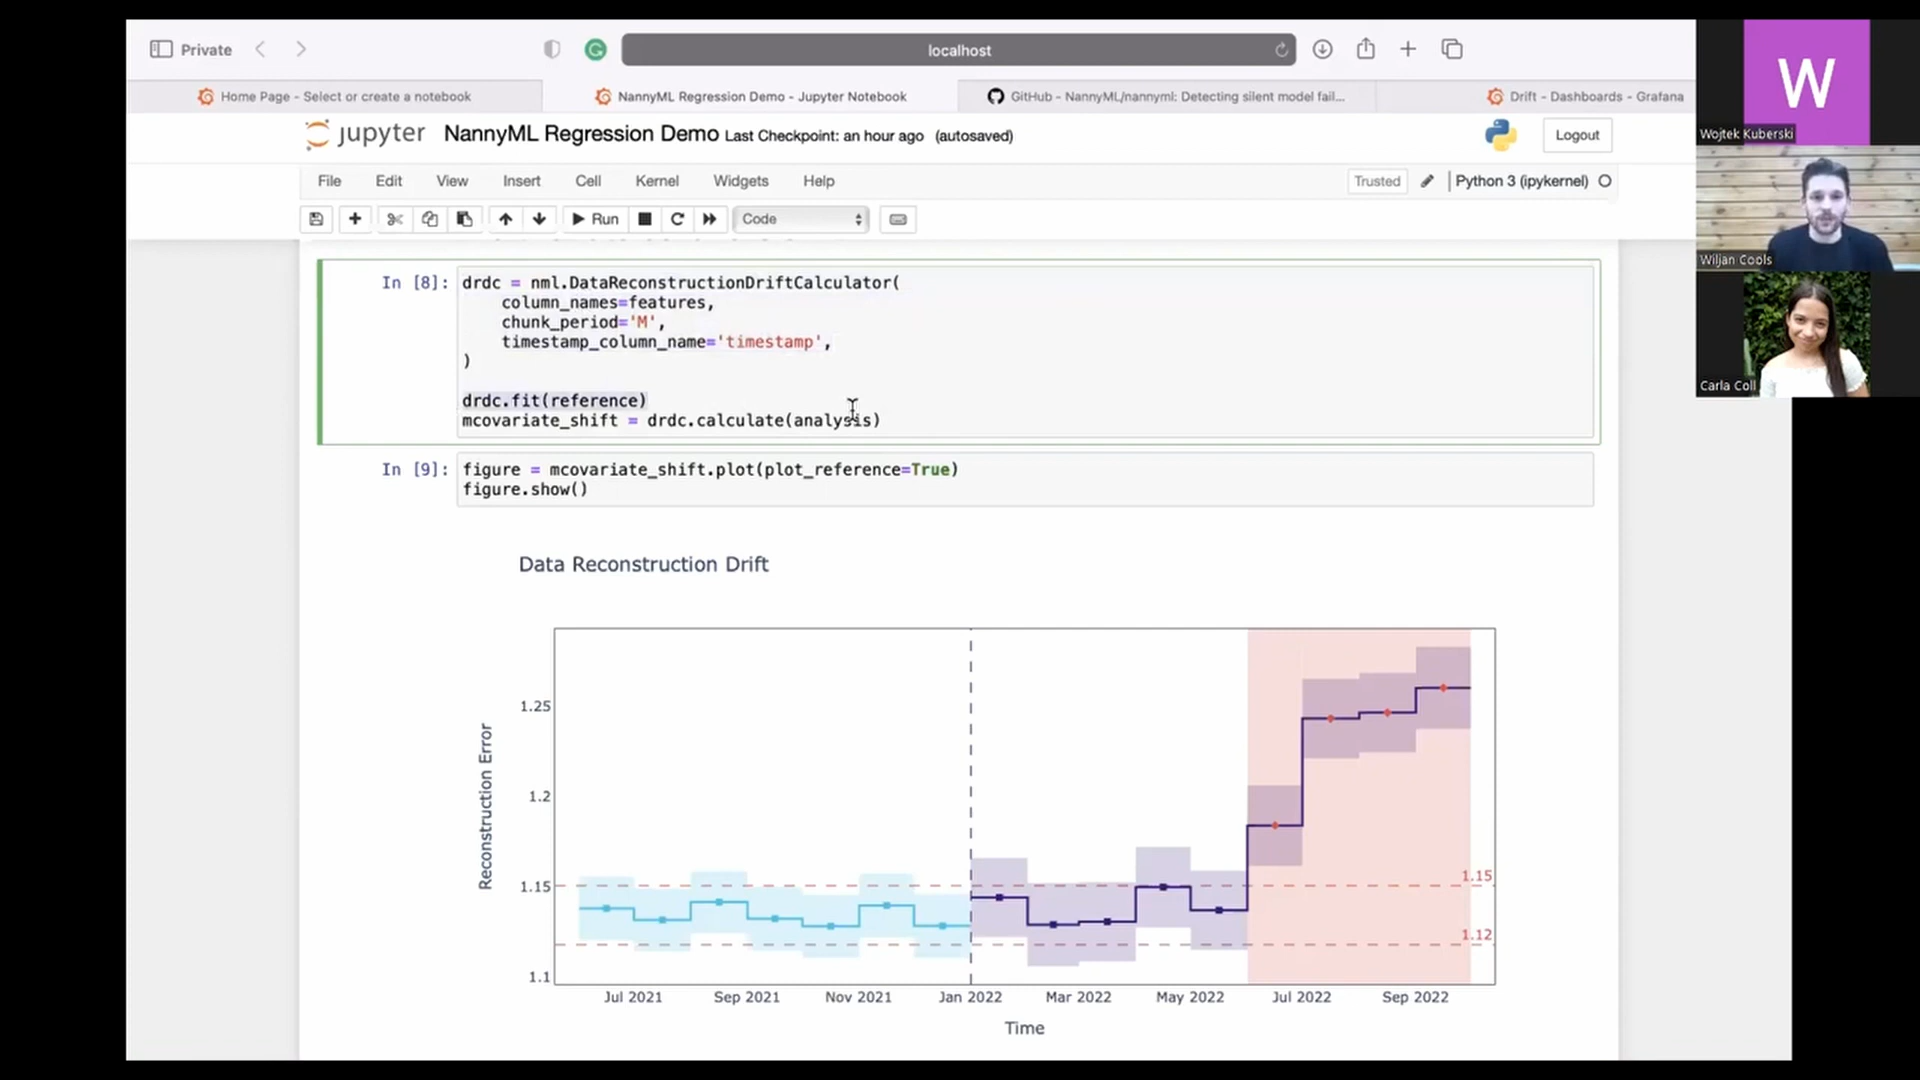 Private
localhost
Home Page - Select or create a notebook
NannyML Regression Demo - Jupyter Notebook
GitHub - NannyML/nannyml: Detecting silent model fail...
Drift - Dashboards - Grafana
jupyter NannyML Regression Demo Last Checkpoint: an hour ago (autosaved)
Logout
File Edit View Insert Cell Kernel Widgets Help
Trusted
Python 3 (ipykernel)
Run
Code
In [8]: drdc = nml.DataReconstructionDriftCalculator(
column_names=features,
chunk_period='M',
timestamp_column_name='timestamp',
)
drdc.fit(reference)
mcovariate_shift = drdc.calculate(analysis)
In [9]: figure = mcovariate_shift.plot(plot_reference=True)
figure.show()
Data Reconstruction Drift
Reconstruction Error
1.25
1.2
1.15
1.1
1.15
1.12
Jul 2021 Sep 2021 Nov 2021 Jan 2022 Mar 2022 May 2022 Jul 2022 Sep 2022
Time
W
Wojtek Kuberski
Wiljan Cools
Carla Coll